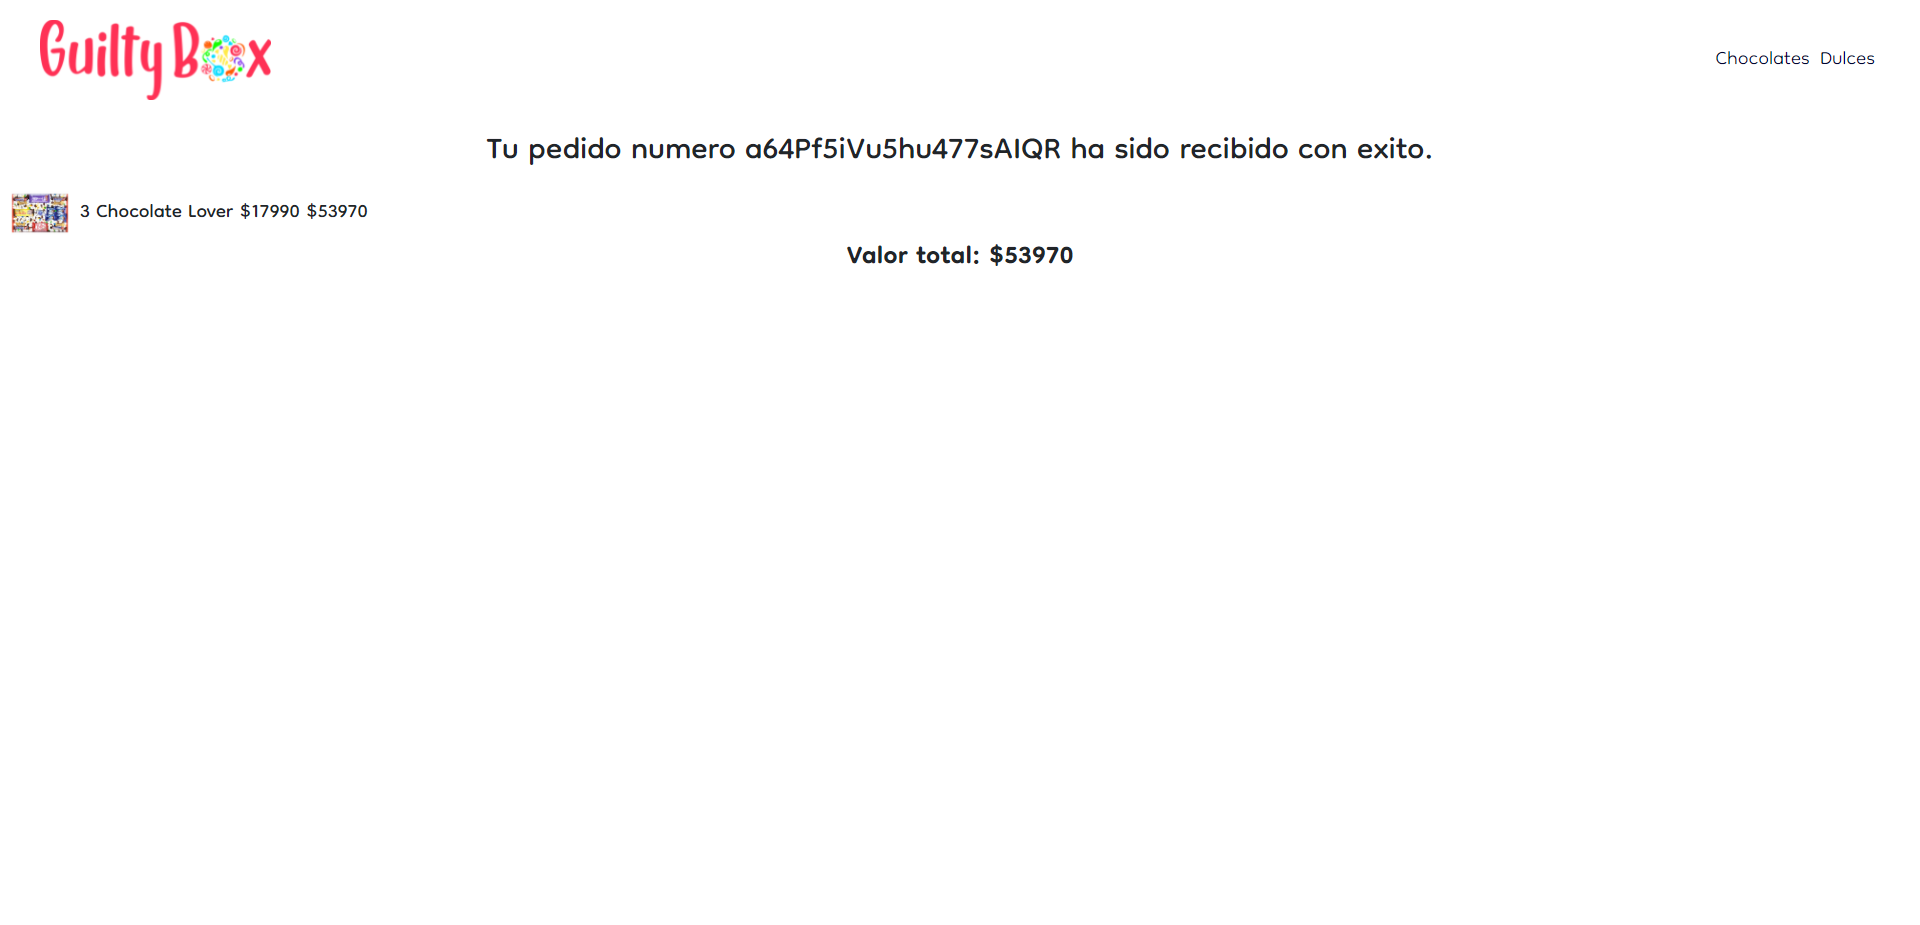 Guilty Box
Chocolates Dulces
Tu pedido numero a64Pf5iVu5hu477sAIQR ha sido recibido con exito.
3 Chocolate Lover $17990 $53970
Valor total: $53970